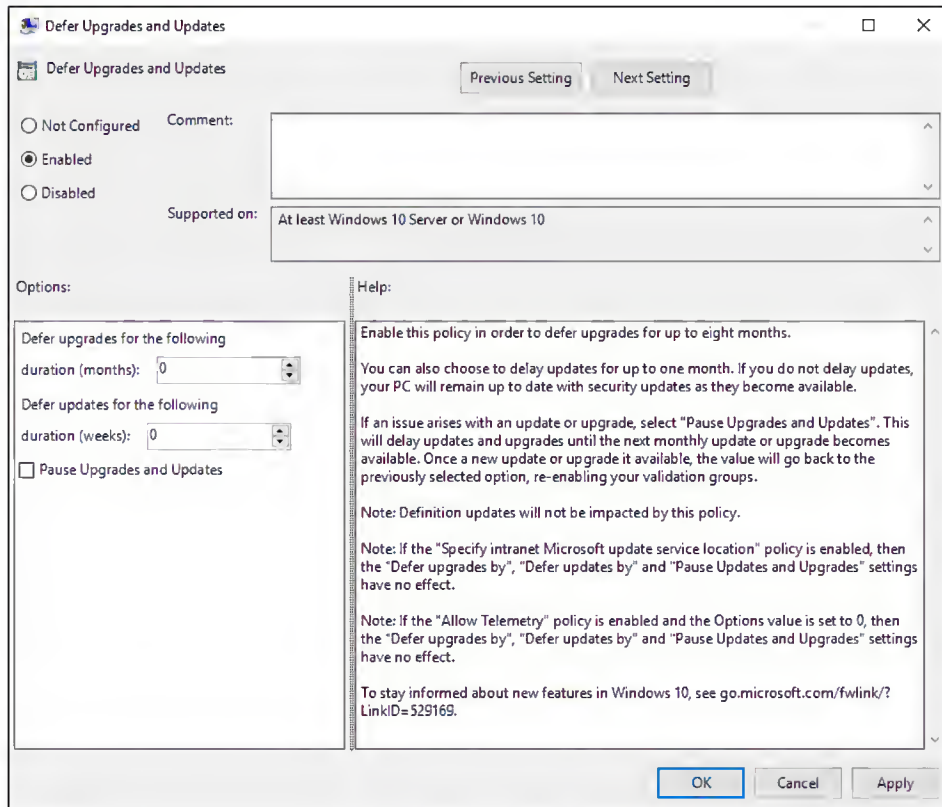 Defer Upgrades and Updates
Defer Upgrades and Updates
Previous Setting
Next Setting
Not Configured
Comment:
Enabled
Disabled
Supported on:
At least Windows 10 Server or Windows 10
Options:
Help:
Defer upgrades for the following
duration (months): 0
Defer updates for the following
duration (weeks): 0
Pause Upgrades and Updates
Enable this policy in order to defer upgrades for up to eight months.
You can also choose to delay updates for up to one month. If you do not delay updates,
your PC will remain up to date with security updates as they become available.
If an issue arises with an update or upgrade, select "Pause Upgrades and Updates". This
will delay updates and upgrades until the next monthly update or upgrade becomes
available. Once a new update or upgrade it available, the value will go back to the
previously selected option, re-enabling your validation groups.
Note: Definition updates will not be impacted by this policy.
Note: If the "Specify intranet Microsoft update service location" policy is enabled, then
the "Defer upgrades by", "Defer updates by" and "Pause Updates and Upgrades" settings
have no effect.
Note: If the "Allow Telemetry" policy is enabled and the Options value is set to 0, then
the "Defer upgrades by", "Defer updates by" and "Pause Updates and Upgrades" settings
have no effect.
To stay informed about new features in Windows 10, see go.microsoft.com/fwlink/?
LinkID=529169.
OK
Cancel
Apply